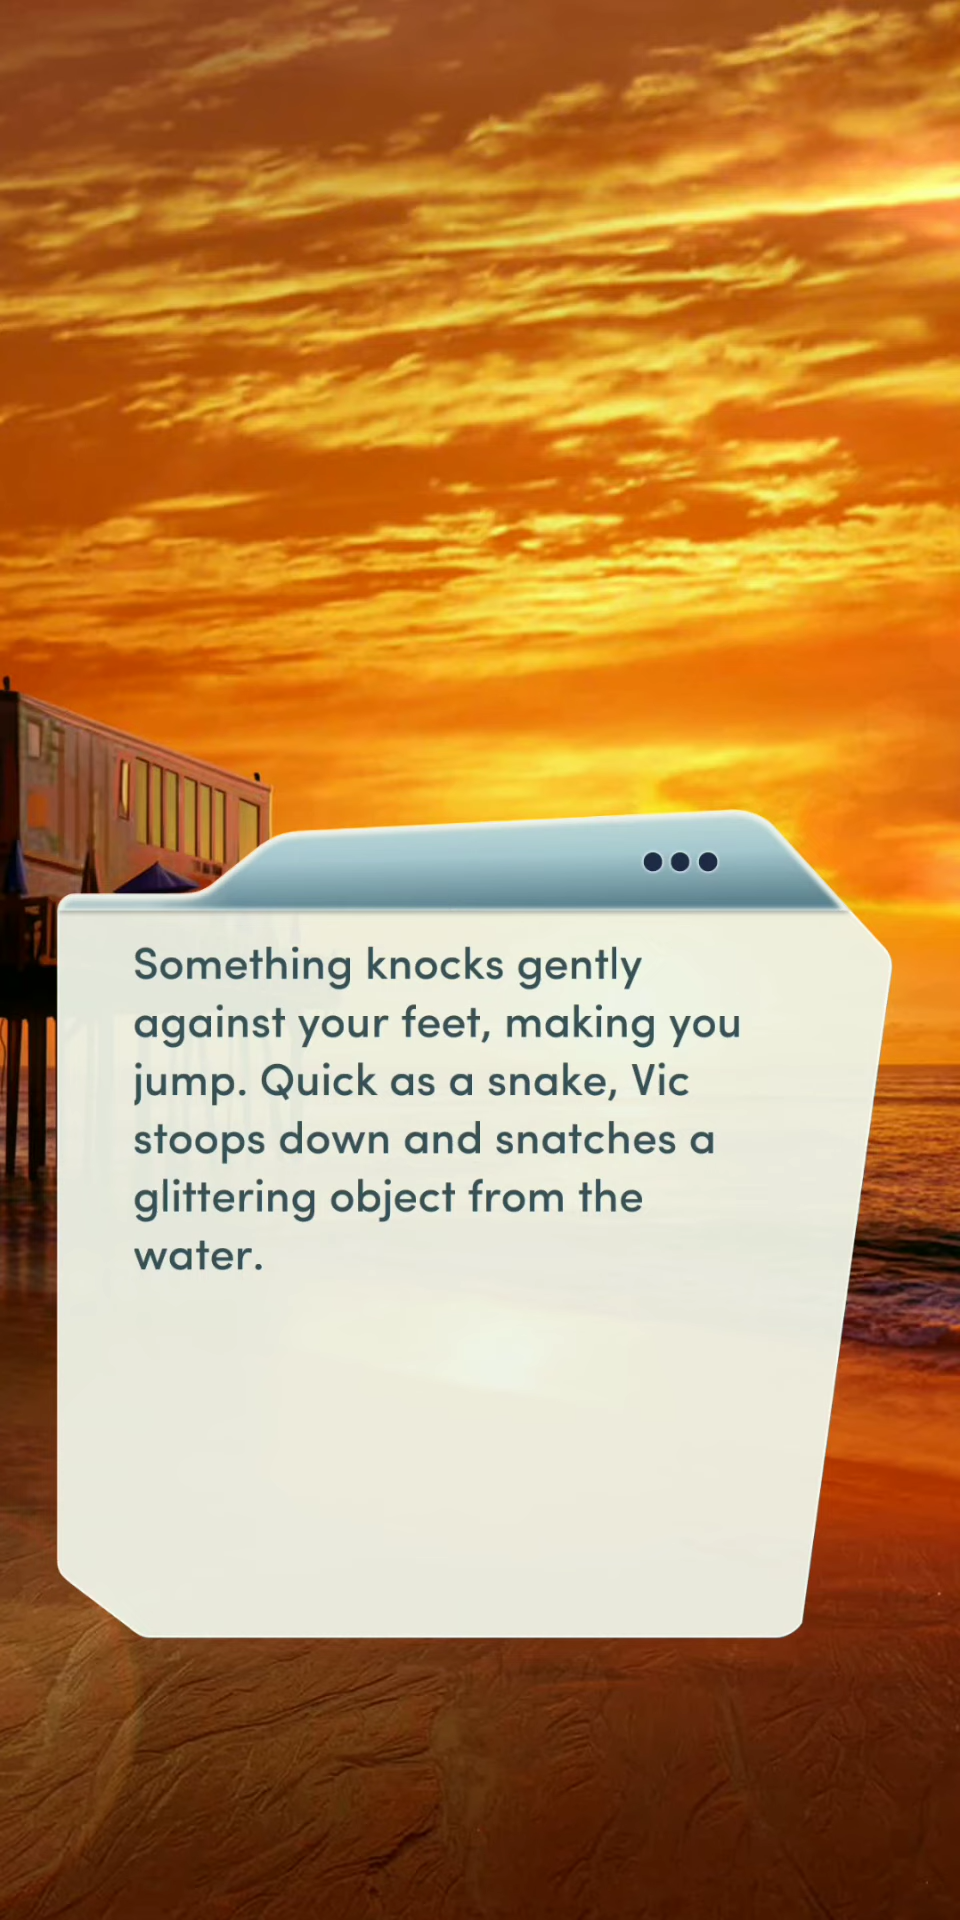 Something knocks gently
against your feet, making you
jump. Quick as a snake, Vic
stoops down and snatches a
glittering object from the
water.